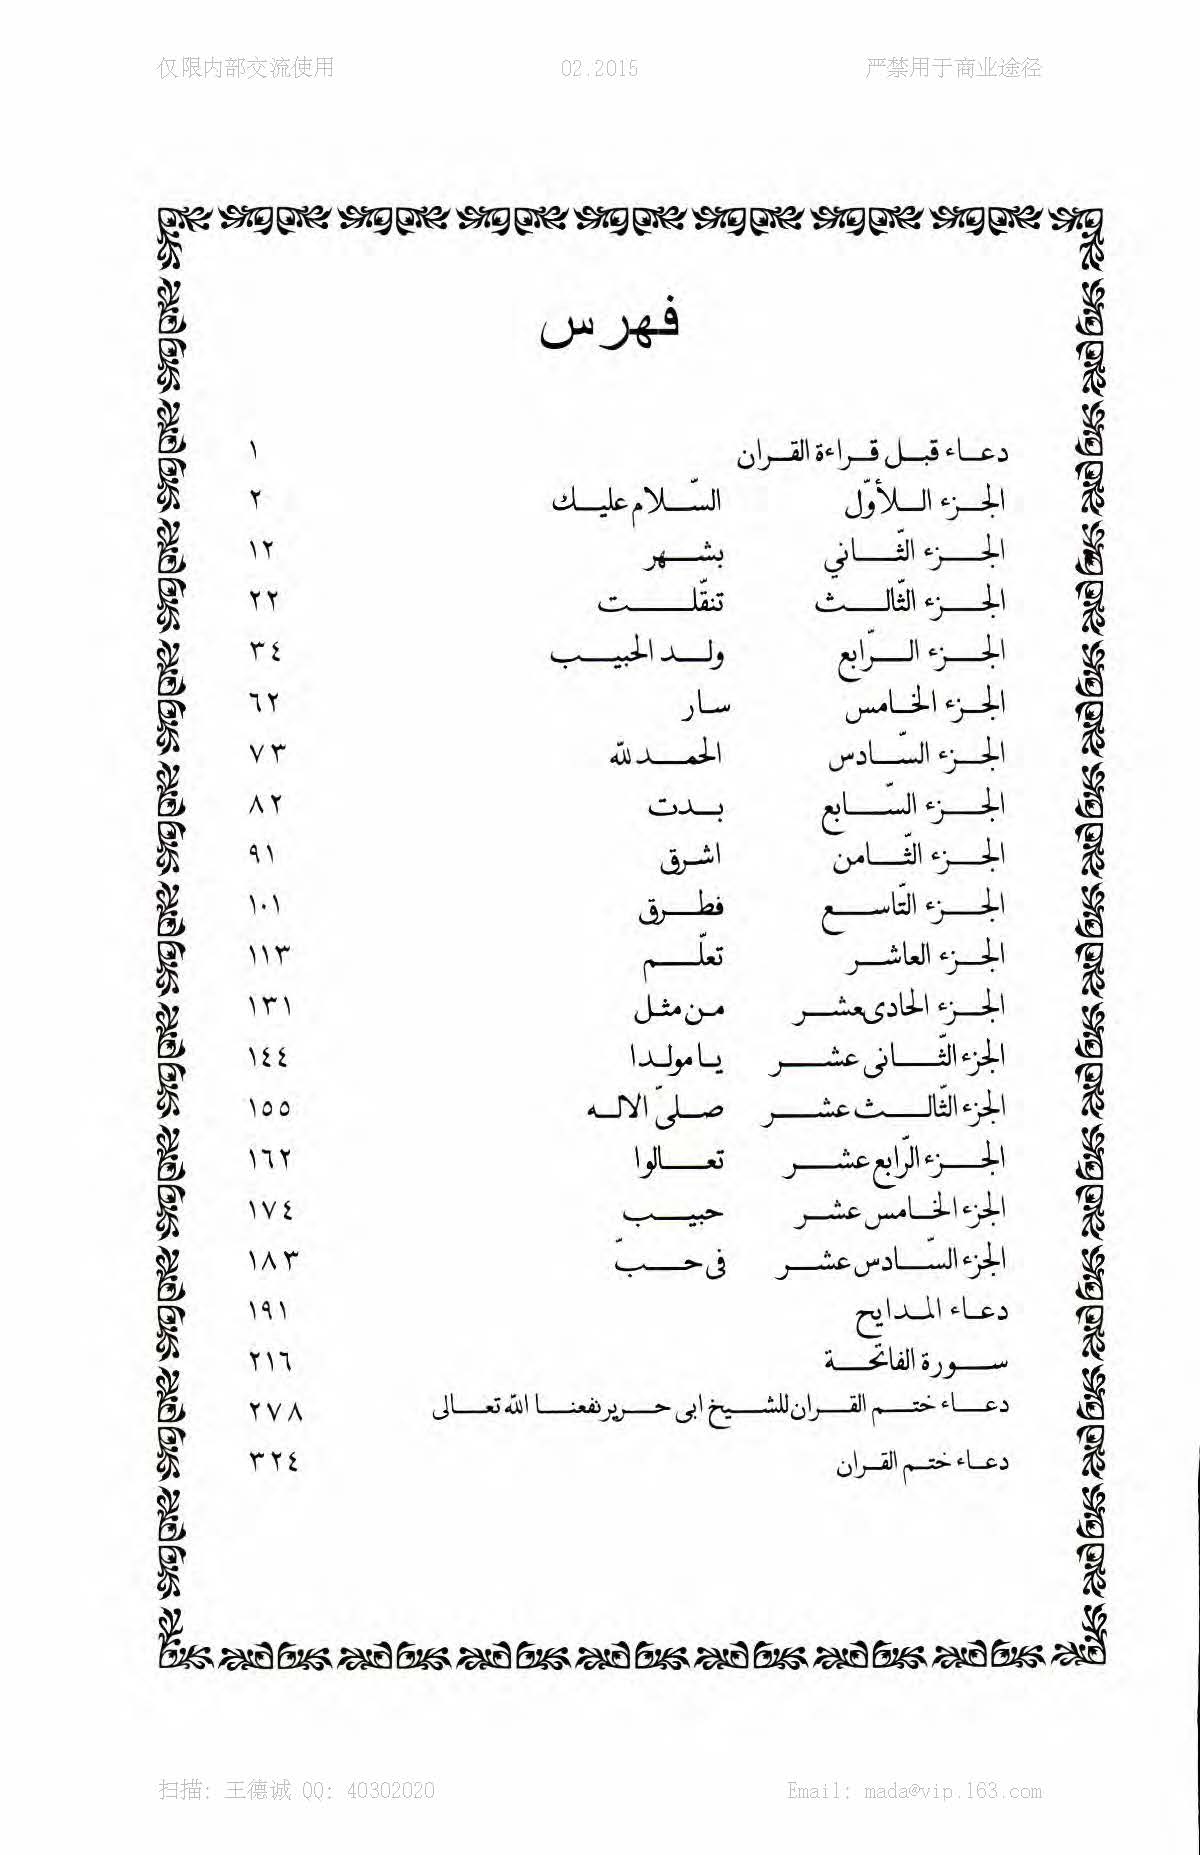 仅限内部交流使用 02.2015 严禁用于商业途径
فهرس
دعاء قبل قراءة القران ١
الجزء اللأوّل السّلام عليك ٢
الجزء الثّاني بشهر ١٢
الجزء الثّالث تنقّلت ٢٢
الجزء الرّابع ولد الحبيب ٣٤
الجزء الخامس سار ٦٢
الجزء السّادس الحمد لله ٧٣
الجزء السّابع بدت ٨٢
الجزء الثّامن اشرق ٩١
الجزء التّاسع فطرق ١٠١
الجزء العاشر تعلّم ١١٣
الجزء الحادى عشر من مثل ١٣١
الجزء الثّانى عشر يا مولدا ١٤٤
الجزء الثّالث عشر صلىّ الاله ١٥٥
الجزء الرّابع عشر تعالوا ١٦٢
الجزء الخامس عشر حبيب ١٧٤
الجزء السّادس عشر فى حبّ ١٨٣
دعاء المدايح ١٩١
سورة الفاتحة ٢١٦
دعاء ختم القران للشيخ ابى حرير نفعنا الله تعالى ٢٧٨
دعاء ختم القران ٣٢٤
扫描: 王德诚 QQ: 40302020 Email: mada@vip.163.com